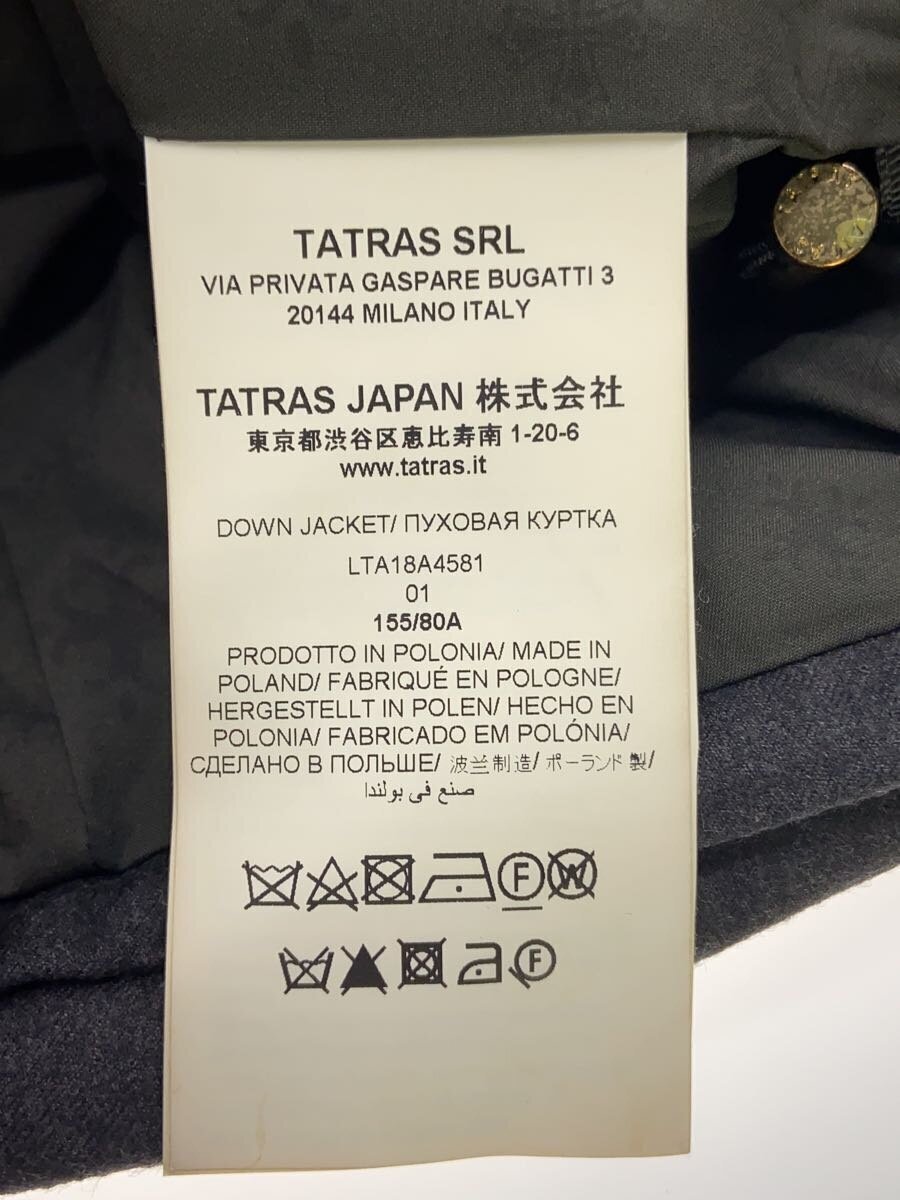 TATRAS SRL
VIA PRIVATA GASPARE BUGATTI 3
20144 MILANO ITALY
TATRAS JAPAN 株式会社
東京都渋谷区恵比寿南 1-20-6
www.tatras.it
DOWN JACKET/ ПУХОВАЯ КУРТКА
LTA18A4581
01
155/80A
PRODOTTO IN POLONIA/ MADE IN
POLAND/ FABRIQUÉ EN POLOGNE/
HERGESTELLT IN POLEN/ HECHO EN
POLONIA/ FABRICADO EM POLÓNIA/
СДЕЛАНО В ПОЛЬШЕ/ 波兰制造/ ポーランド 製/
صنع في بولندا
F W
F